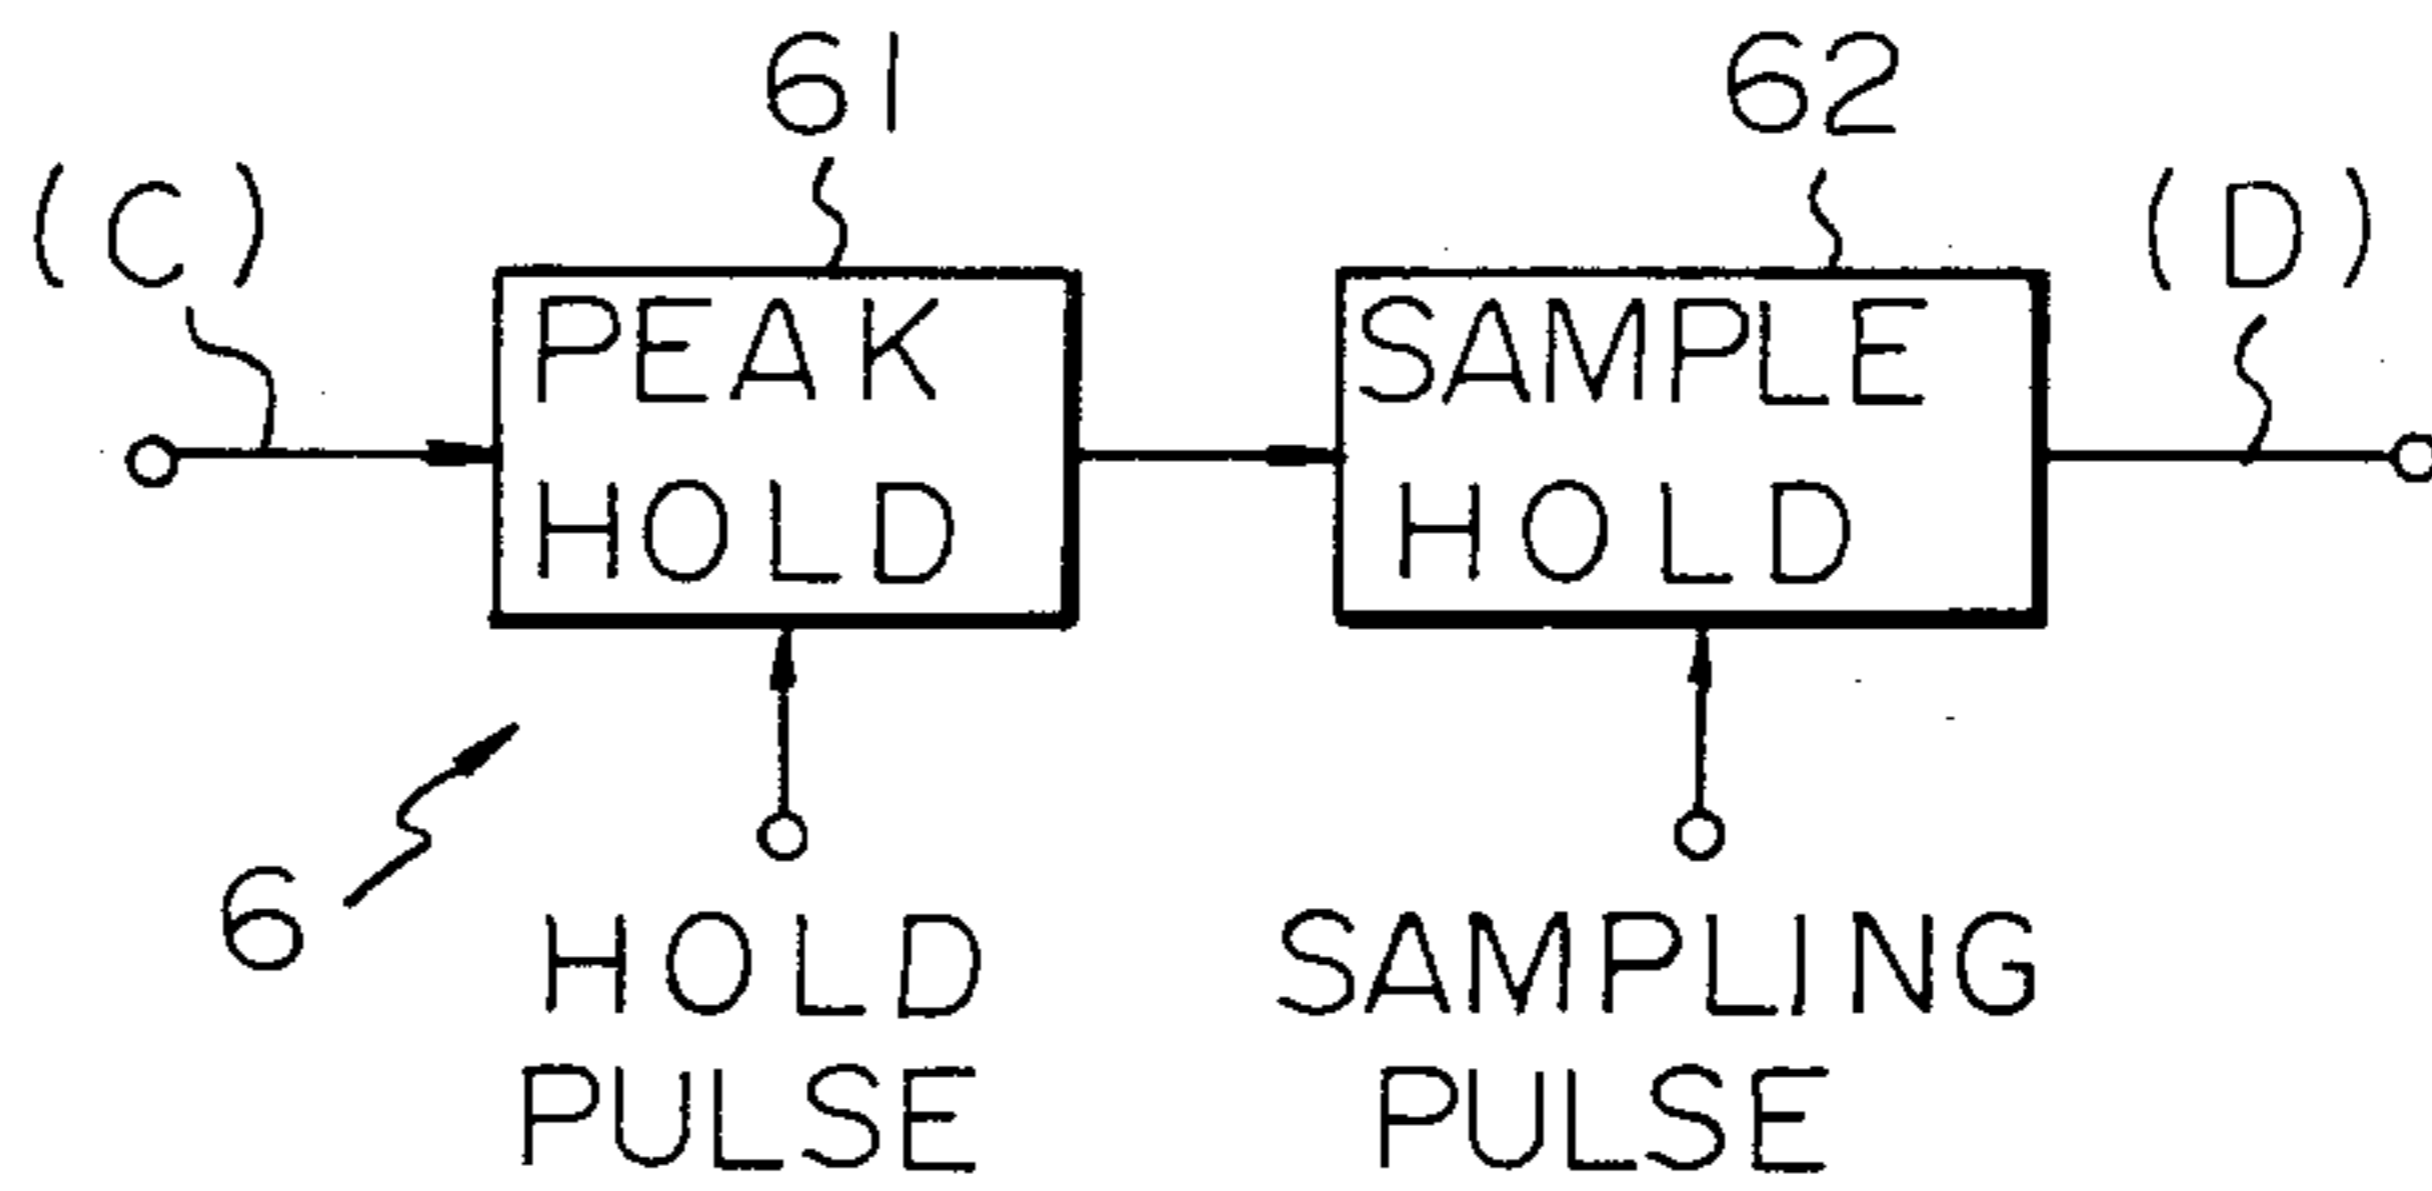 61
62
(C)
(D)
PEAK
HOLD
SAMPLE
HOLD
6
HOLD
PULSE
SAMPLING
PULSE